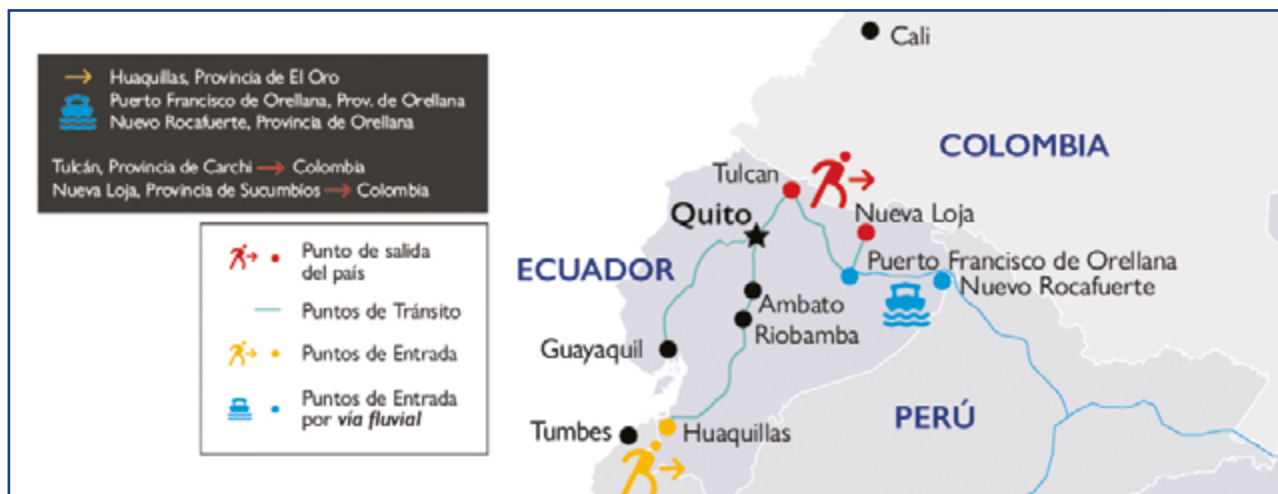 Huaquillas, Provincia de El Oro
Puerto Francisco de Orellana, Prov. de Orellana
Nuevo Rocafuerte, Provincia de Orellana
Tulcán, Provincia de Carchi → Colombia
Nueva Loja, Provincia de Sucumbíos → Colombia
Punto de salida
del país
Puntos de Tránsito
Puntos de Entrada
Puntos de Entrada
por vía fluvial
Cali
COLOMBIA
Tulcan
Nueva Loja
Quito
Puerto Francisco de Orellana
ECUADOR
Nuevo Rocafuerte
Ambato
Riobamba
Guayaquil
PERÚ
Tumbes
Huaquillas